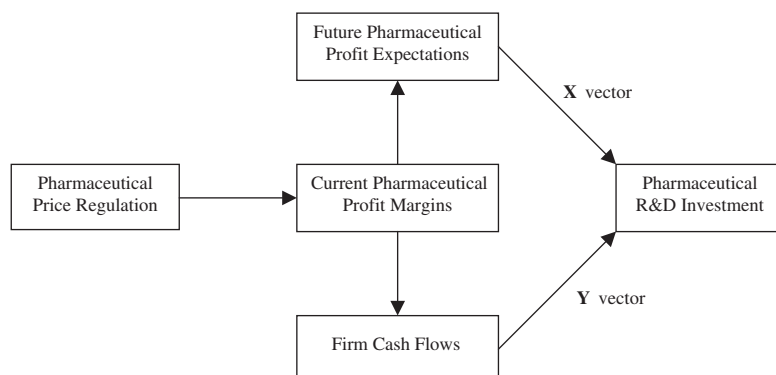 Future Pharmaceutical
Profit Expectations
X vector
Pharmaceutical
Price Regulation
Current Pharmaceutical
Profit Margins
Pharmaceutical
R&D Investment
Y vector
Firm Cash Flows